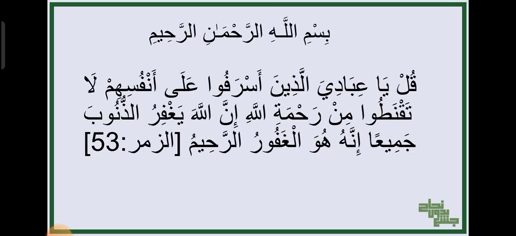 بِسْمِ اللَّـهِ الرَّحْمَـٰنِ الرَّحِيمِ
قُلْ يَا عِبَادِيَ الَّذِينَ أَسْرَفُوا عَلَى أَنْفُسِهِمْ لَا
تَقْنَطُوا مِنْ رَحْمَةِ اللَّهِ إِنَّ اللَّهَ يَغْفِرُ الذُّنُوبَ
جَمِيعًا إِنَّهُ هُوَ الْغَفُورُ الرَّحِيمُ [الزمر:53]